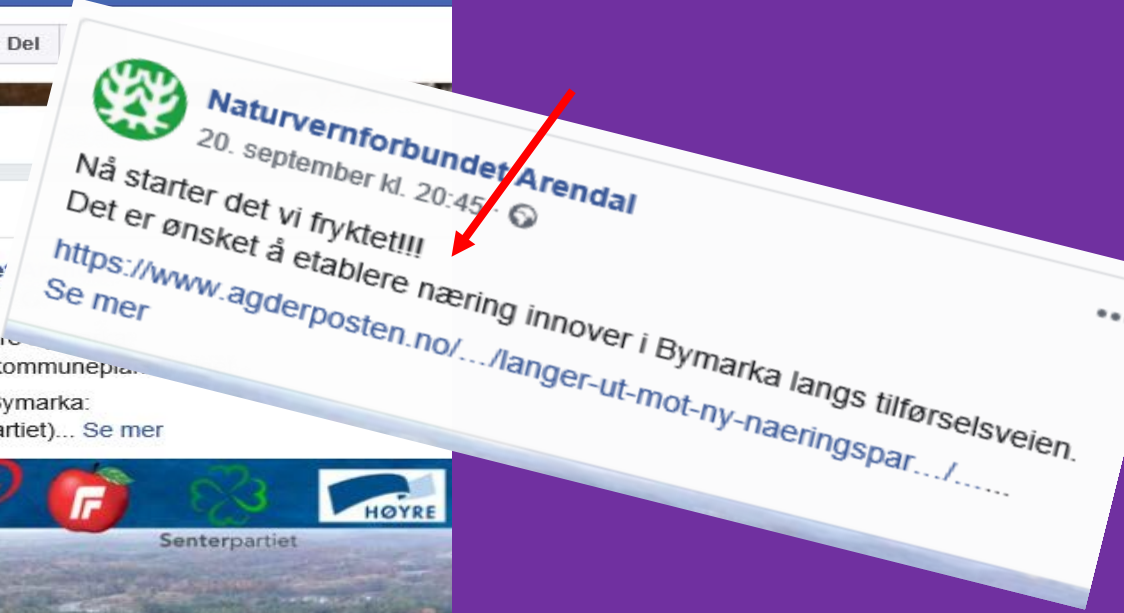 Del
Naturvernforbundet Arendal
20. september kl. 20:45 ·
Nå starter det vi fryktet!!!
Det er ønsket å etablere næring innover i Bymarka langs tilførselsveien.
https://www.agderposten.no/.../langer-ut-mot-ny-naeringspar.../......
Se mer
ymarka:
artiet)... Se mer
HØYRE
Senterpartiet